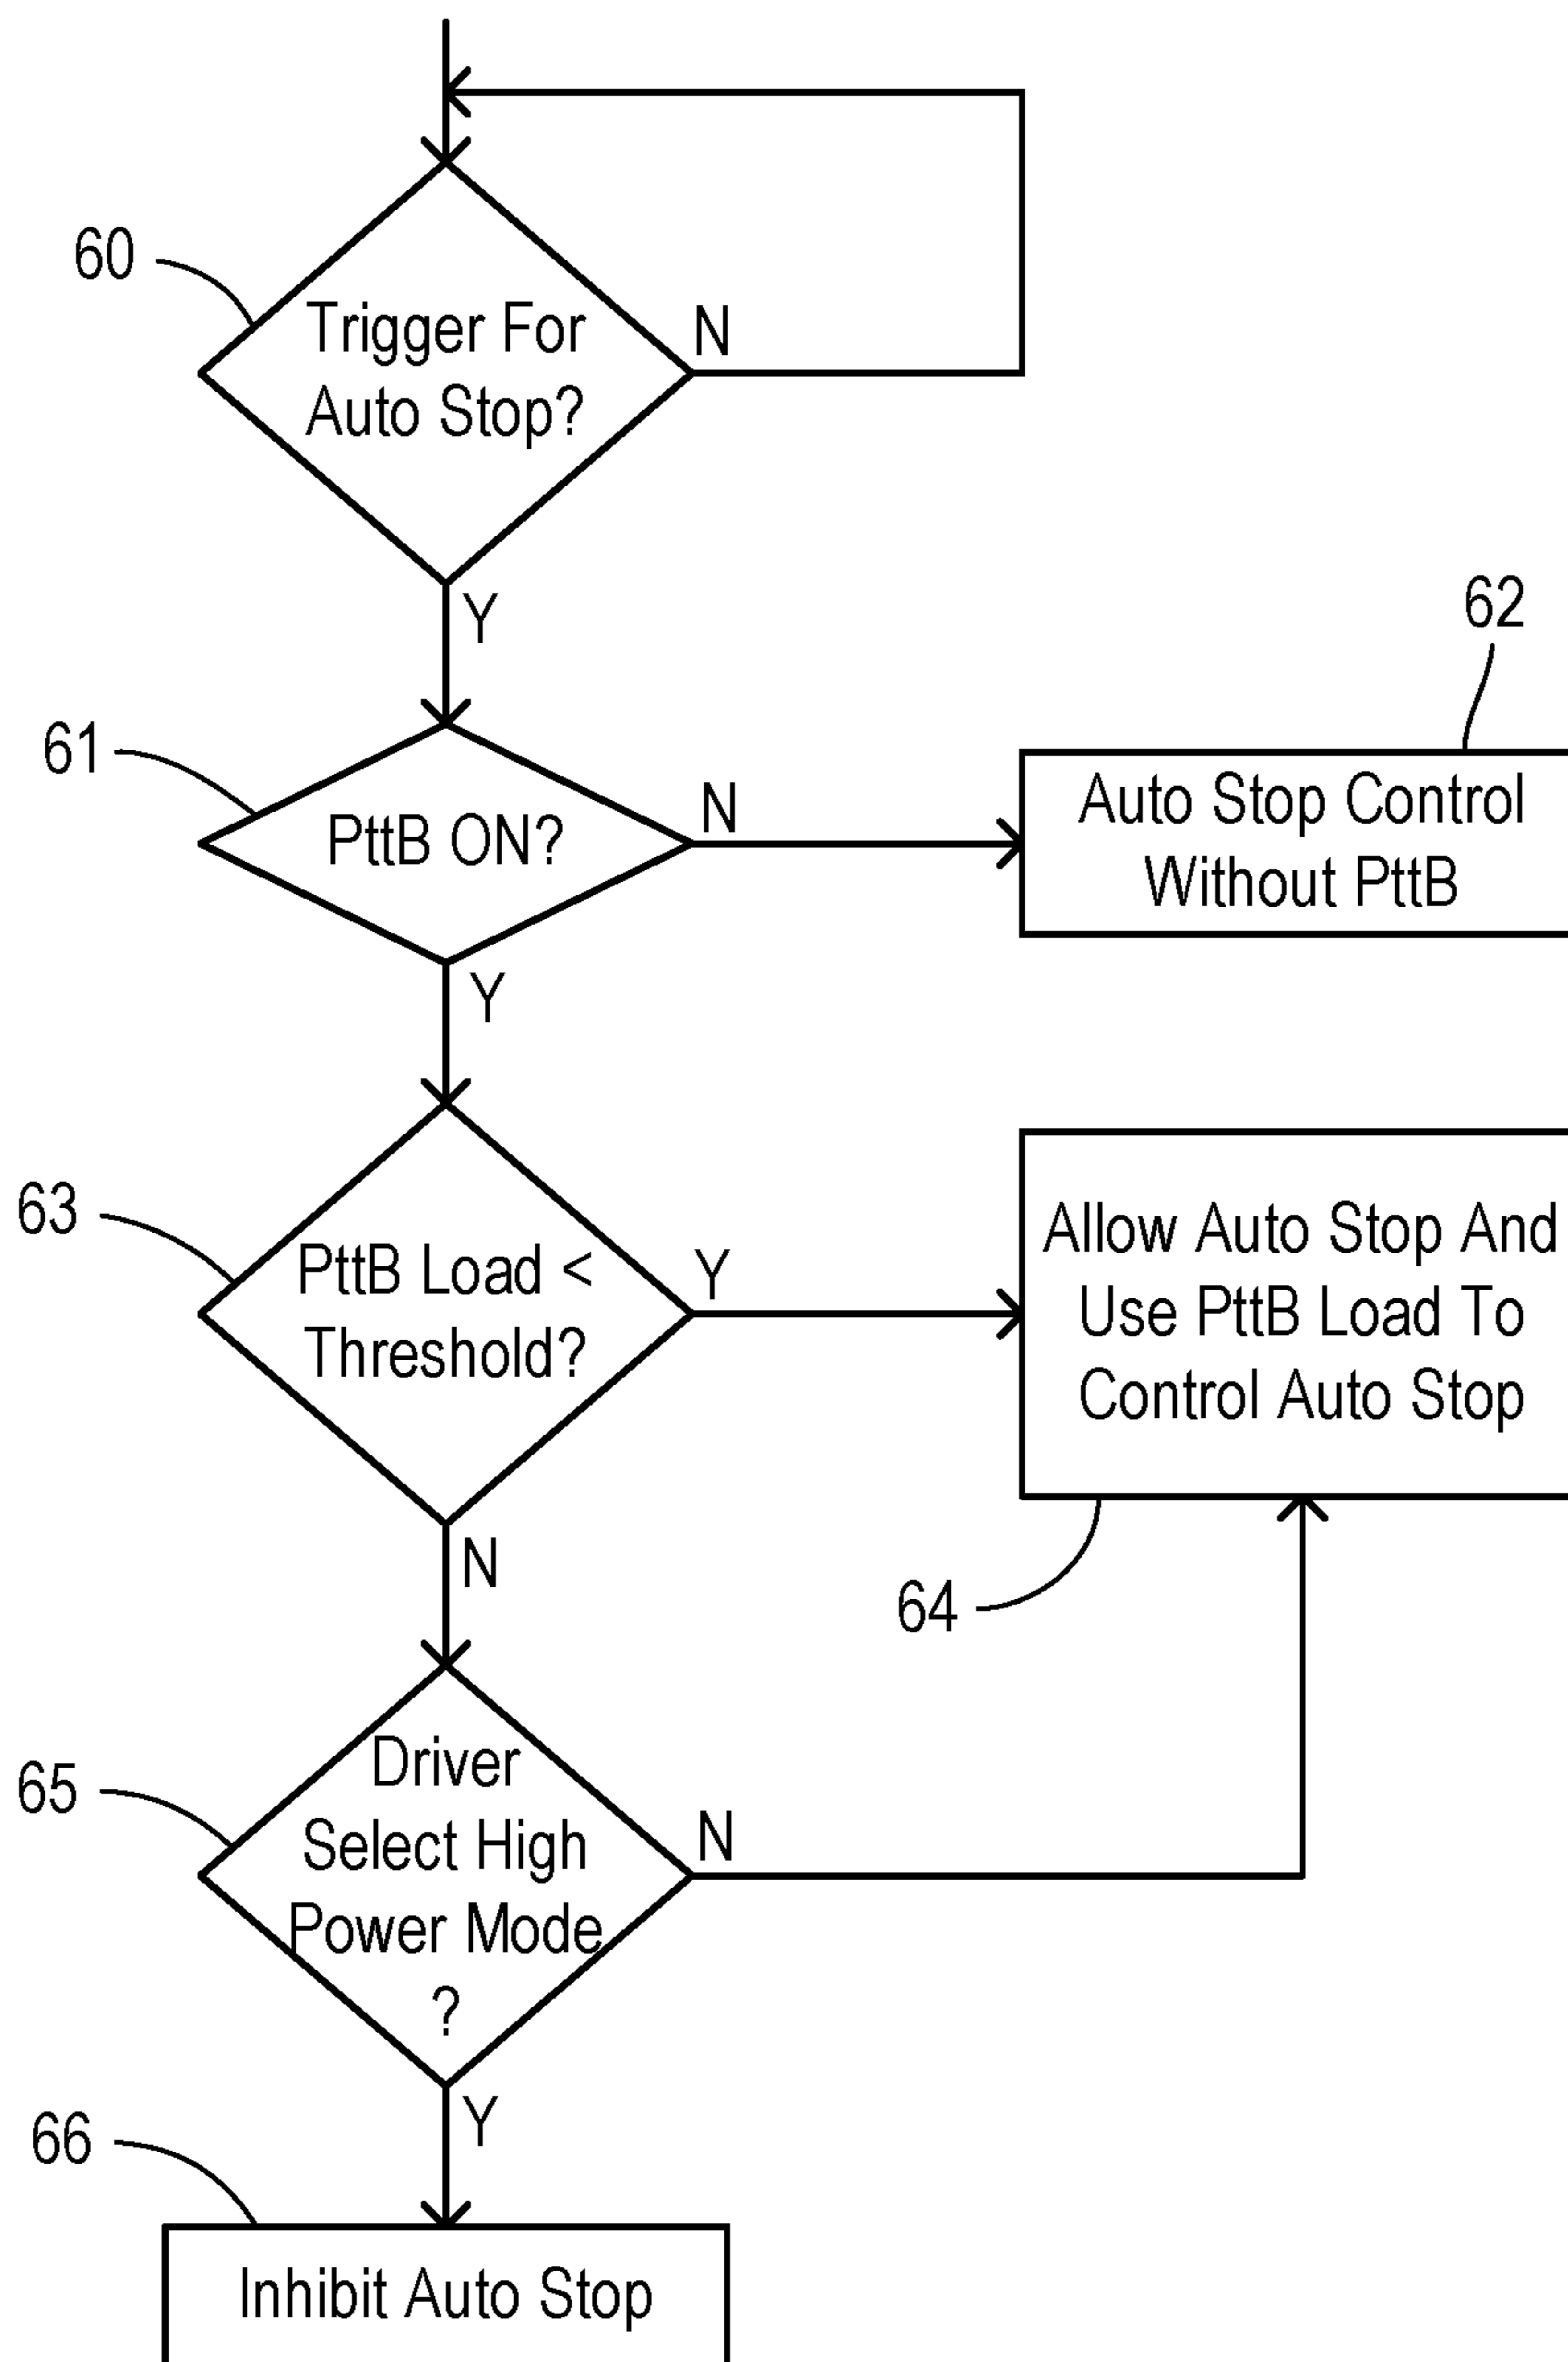 60
Trigger For
Auto Stop?
N
Y
62
61
PttB ON?
N
Auto Stop Control
Without PttB
Y
63
PttB Load <
Threshold?
Y
Allow Auto Stop And
Use PttB Load To
Control Auto Stop
N
64
65
Driver
Select High
Power Mode
?
N
Y
66
Inhibit Auto Stop